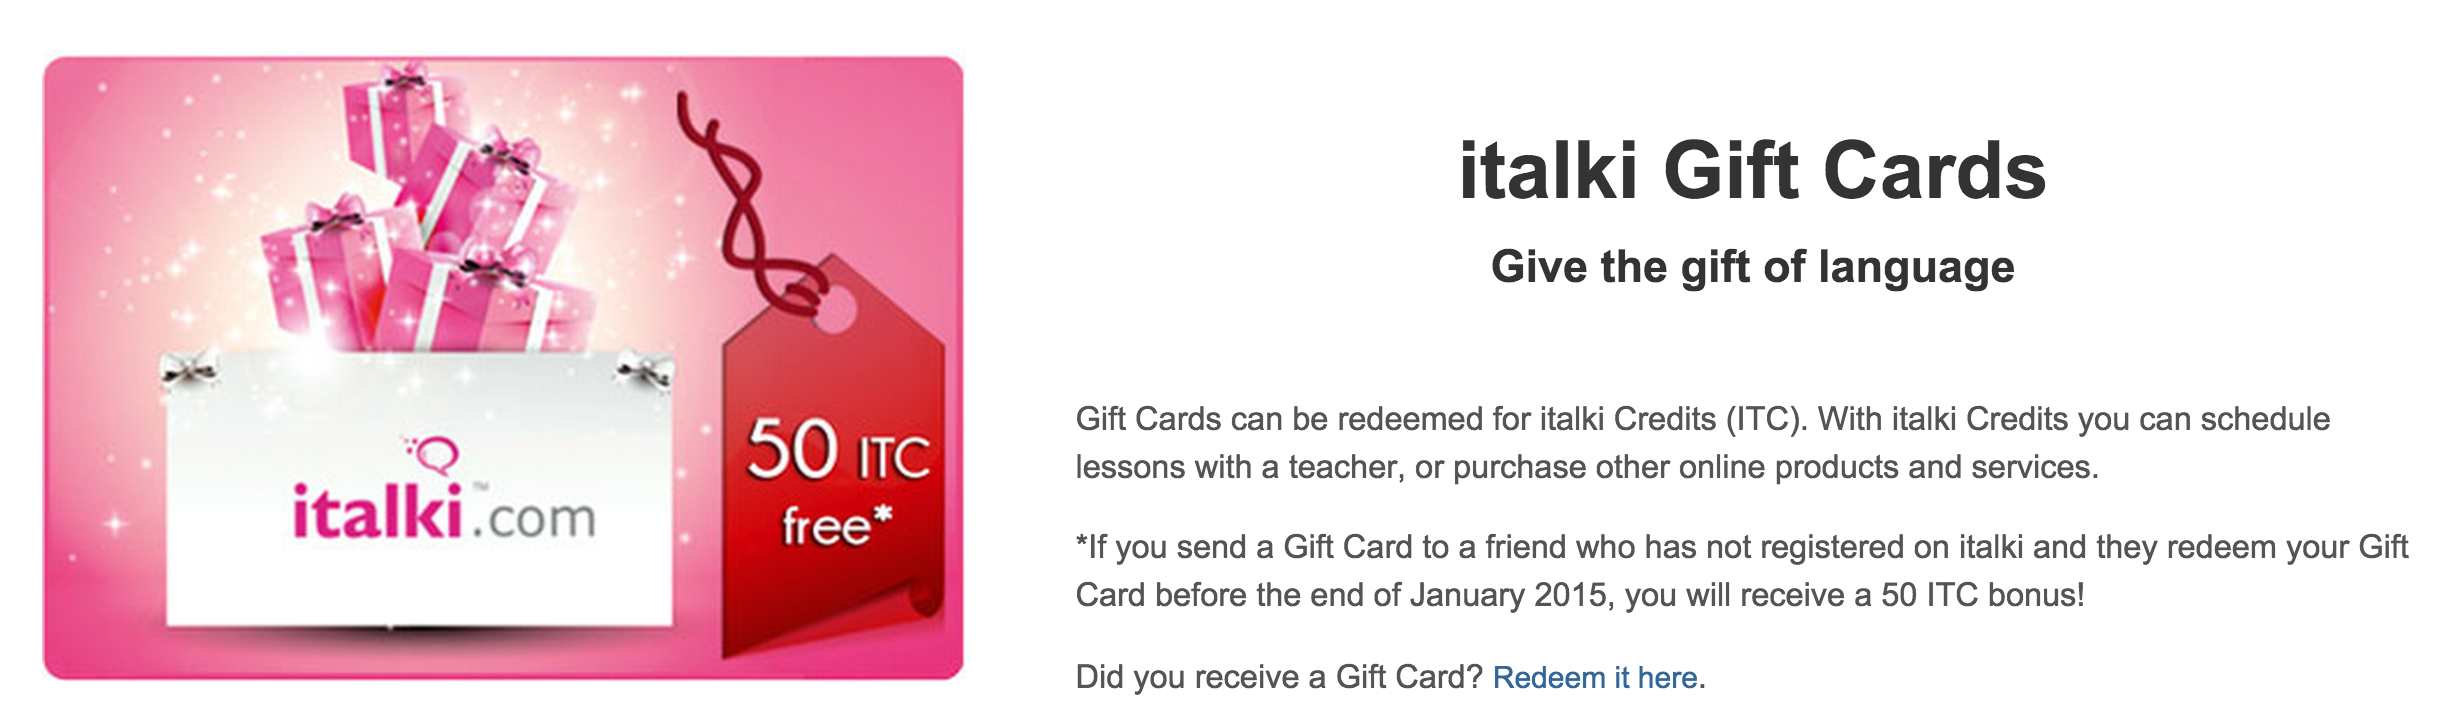 italki Gift Cards
Give the gift of language
italki™.com
50 ITC
free*
Gift Cards can be redeemed for italki Credits (ITC). With italki Credits you can schedule
lessons with a teacher, or purchase other online products and services.
*If you send a Gift Card to a friend who has not registered on italki and they redeem your Gift
Card before the end of January 2015, you will receive a 50 ITC bonus!
Did you receive a Gift Card? Redeem it here.